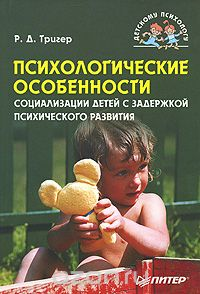 ДЕТСКОМУ ПСИХОЛОГУ
Р. Д. Тригер
ПСИХОЛОГИЧЕСКИЕ
ОСОБЕННОСТИ
СОЦИАЛИЗАЦИИ ДЕТЕЙ С ЗАДЕРЖКОЙ
ПСИХИЧЕСКОГО РАЗВИТИЯ
ПИТЕР